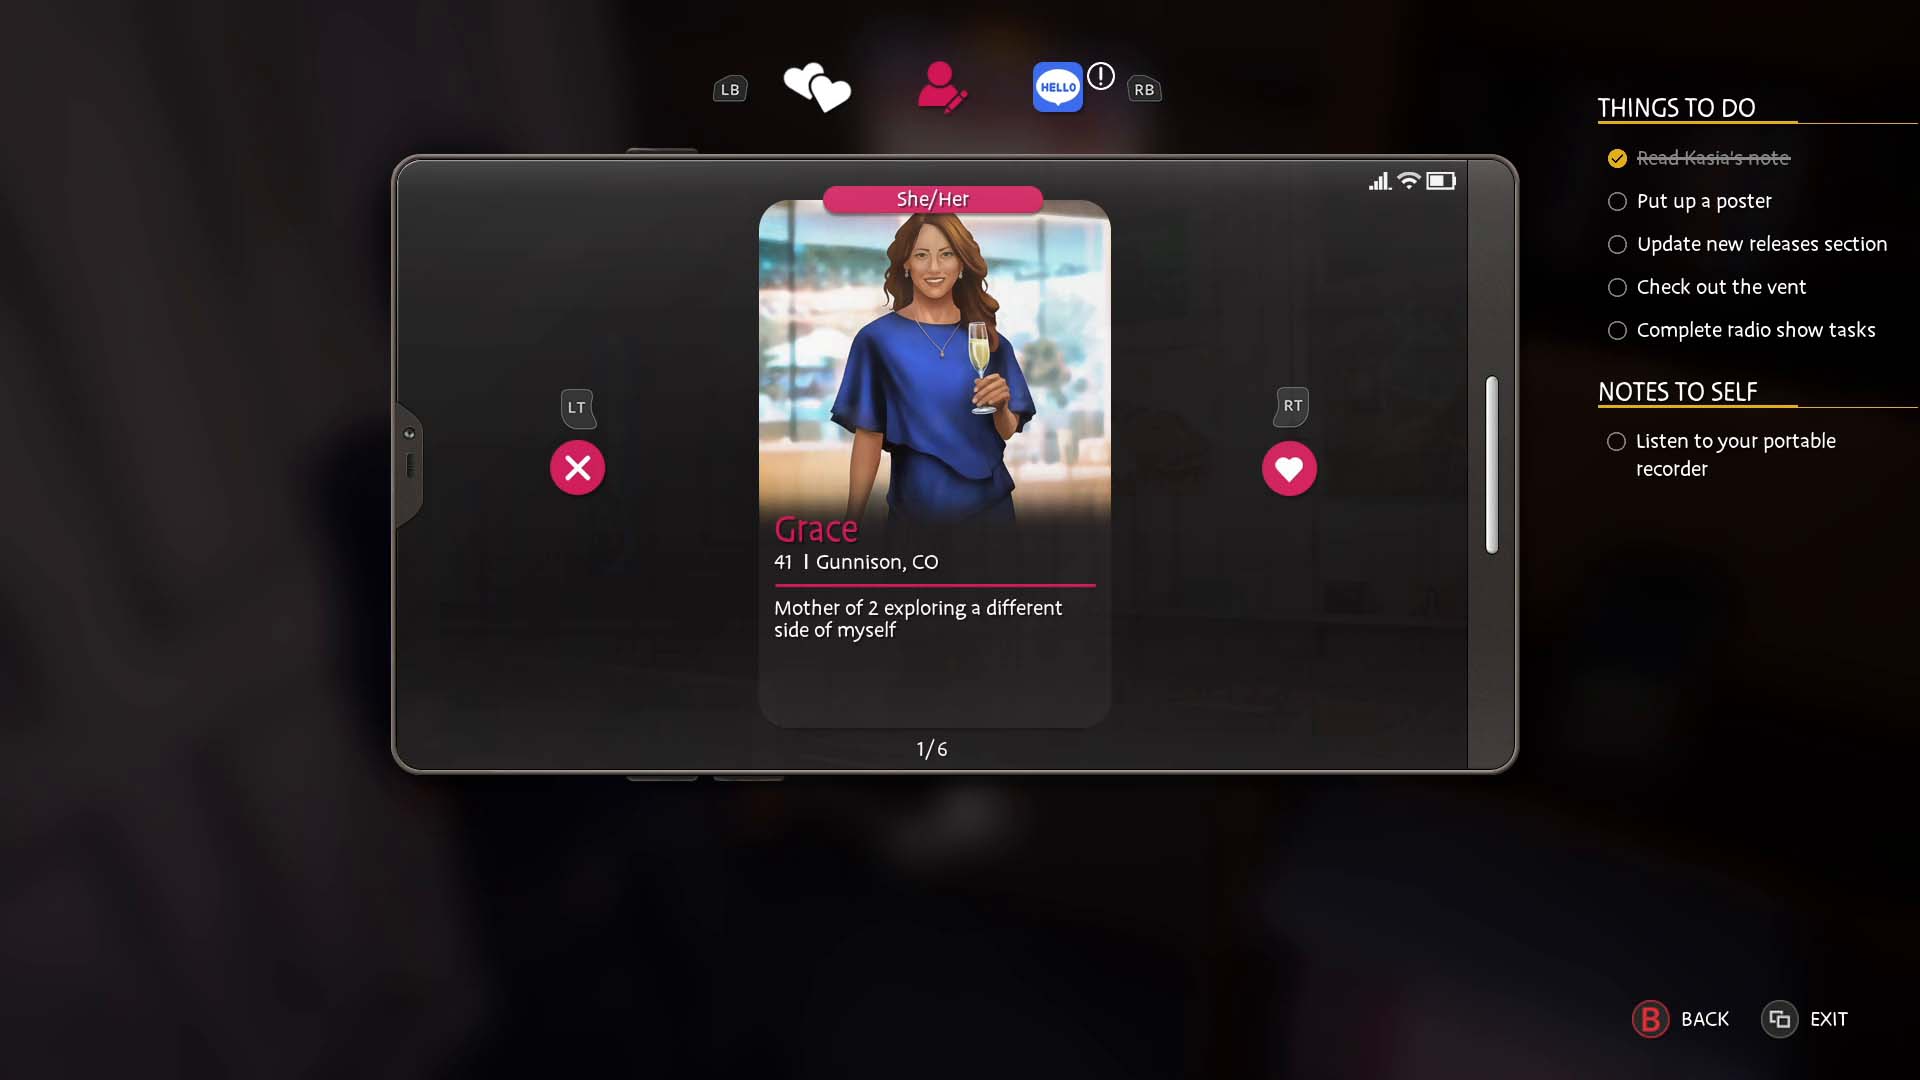 LB
HELLO
!
RB
She/Her
LT
RT
Grace
41 | Gunnison, CO
Mother of 2 exploring a different
side of myself
1/6
THINGS TO DO
Read Kasia's note
Put up a poster
Update new releases section
Check out the vent
Complete radio show tasks
NOTES TO SELF
Listen to your portable
recorder
B BACK
EXIT